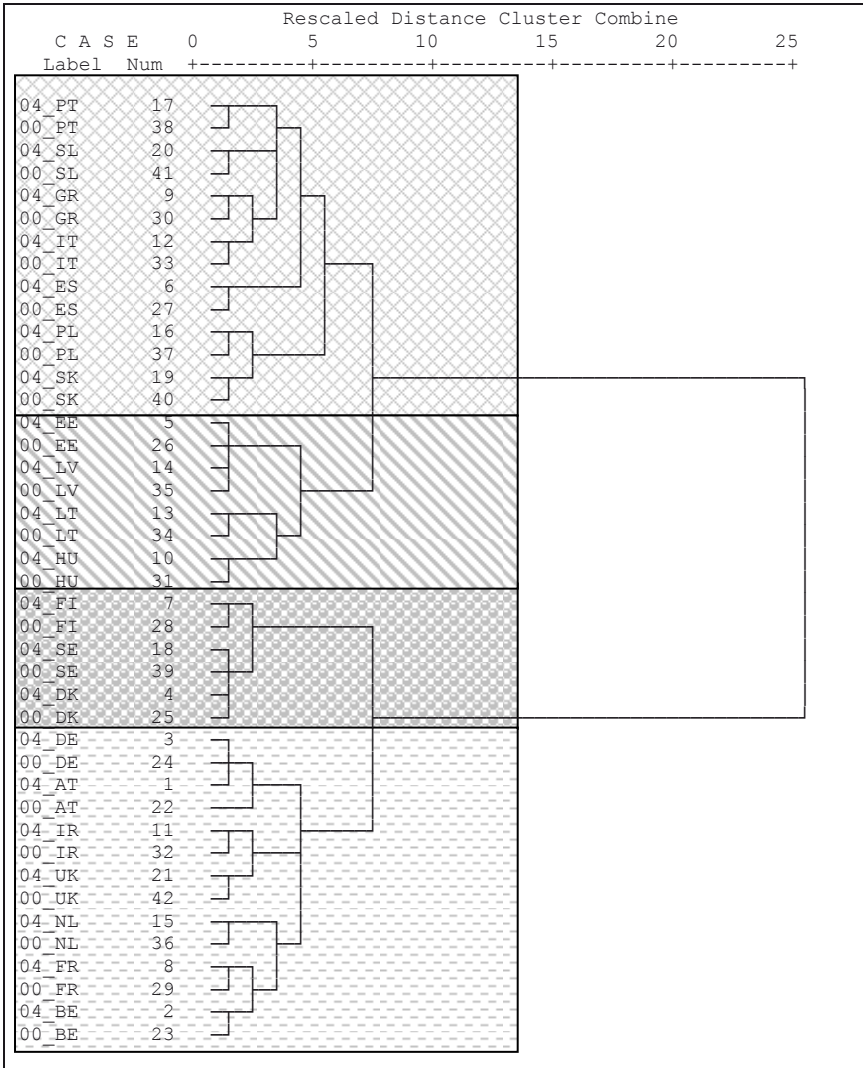 Rescaled Distance Cluster Combine
C A S E 0 5 10 15 20 25
Label Num +---------+---------+---------+---------+---------+
04_PT 17
00_PT 38
04_SL 20
00_SL 41
04_GR 9
00_GR 30
04_IT 12
00_IT 33
04_ES 6
00_ES 27
04_PL 16
00_PL 37
04_SK 19
00_SK 40
04_EE 5
00_EE 26
04_LV 14
00_LV 35
04_LT 13
00_LT 34
04_HU 10
00_HU 31
04_FI 7
00_FI 28
04_SE 18
00_SE 39
04_DK 4
00_DK 25
04_DE 3
00_DE 24
04_AT 1
00_AT 22
04_IR 11
00_IR 32
04_UK 21
00_UK 42
04_NL 15
00_NL 36
04_FR 8
00_FR 29
04_BE 2
00_BE 23